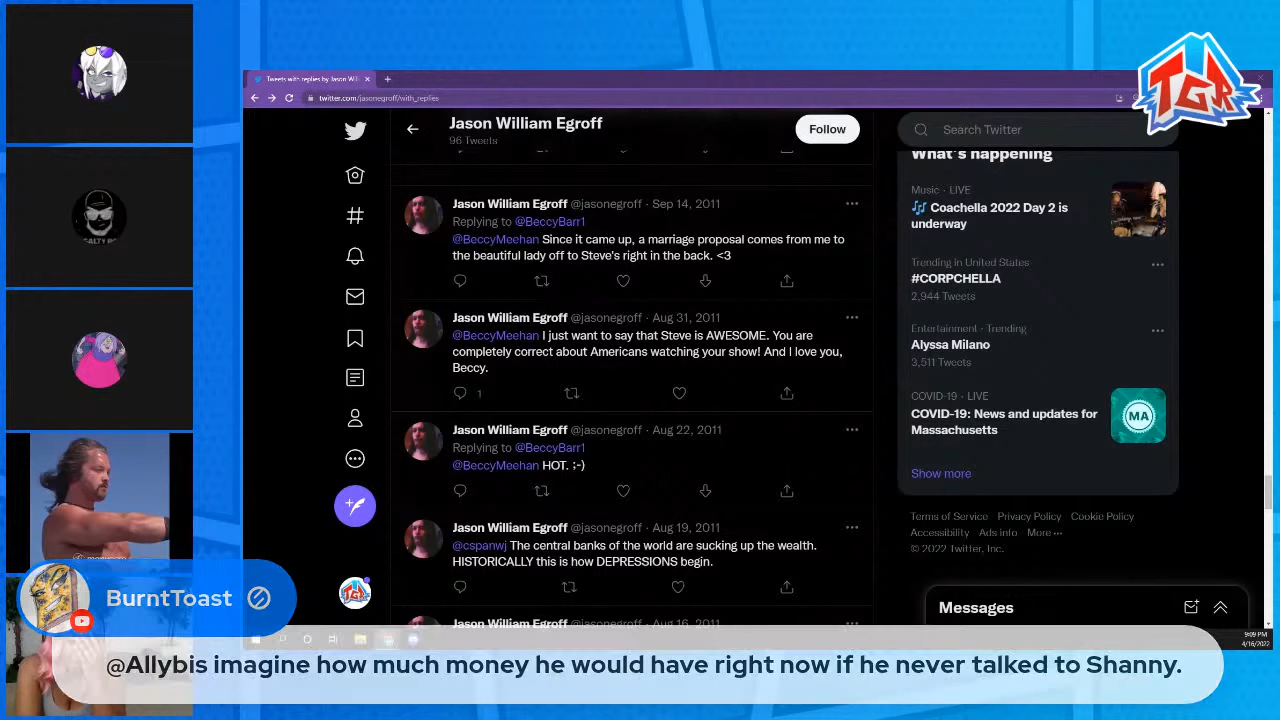 TGR
Tweets with replies by Jason Wil
twitter.com/jasonegroff/with_replies
Jason William Egroff
96 Tweets
Follow
Search Twitter
Jason William Egroff @jasonegroff · Sep 14, 2011
Replying to @BeccyBarr1
@BeccyMeehan Since it came up, a marriage proposal comes from me to
the beautiful lady off to Steve's right in the back. <3
Jason William Egroff @jasonegroff · Aug 31, 2011
@BeccyMeehan I just want to say that Steve is AWESOME. You are
completely correct about Americans watching your show! And I love you,
Beccy.
1
Jason William Egroff @jasonegroff · Aug 22, 2011
Replying to @BeccyBarr1
@BeccyMeehan HOT. ;-)
Jason William Egroff @jasonegroff · Aug 19, 2011
@cspanwj The central banks of the world are sucking up the wealth.
HISTORICALLY this is how DEPRESSIONS begin.
Jason William Egroff @jasonegroff · Aug 16, 2011
What's happening
Music · LIVE
🎶 Coachella 2022 Day 2 is
underway
Trending in United States
#CORPCHELLA
2,944 Tweets
Entertainment · Trending
Alyssa Milano
3,511 Tweets
COVID-19 · LIVE
COVID-19: News and updates for
Massachusetts
MA
Show more
Terms of Service Privacy Policy Cookie Policy
Accessibility Ads info More ···
© 2022 Twitter, Inc.
Messages
9:09 PM
4/16/2022
BurntToast
@Allybis imagine how much money he would have right now if he never talked to Shanny.